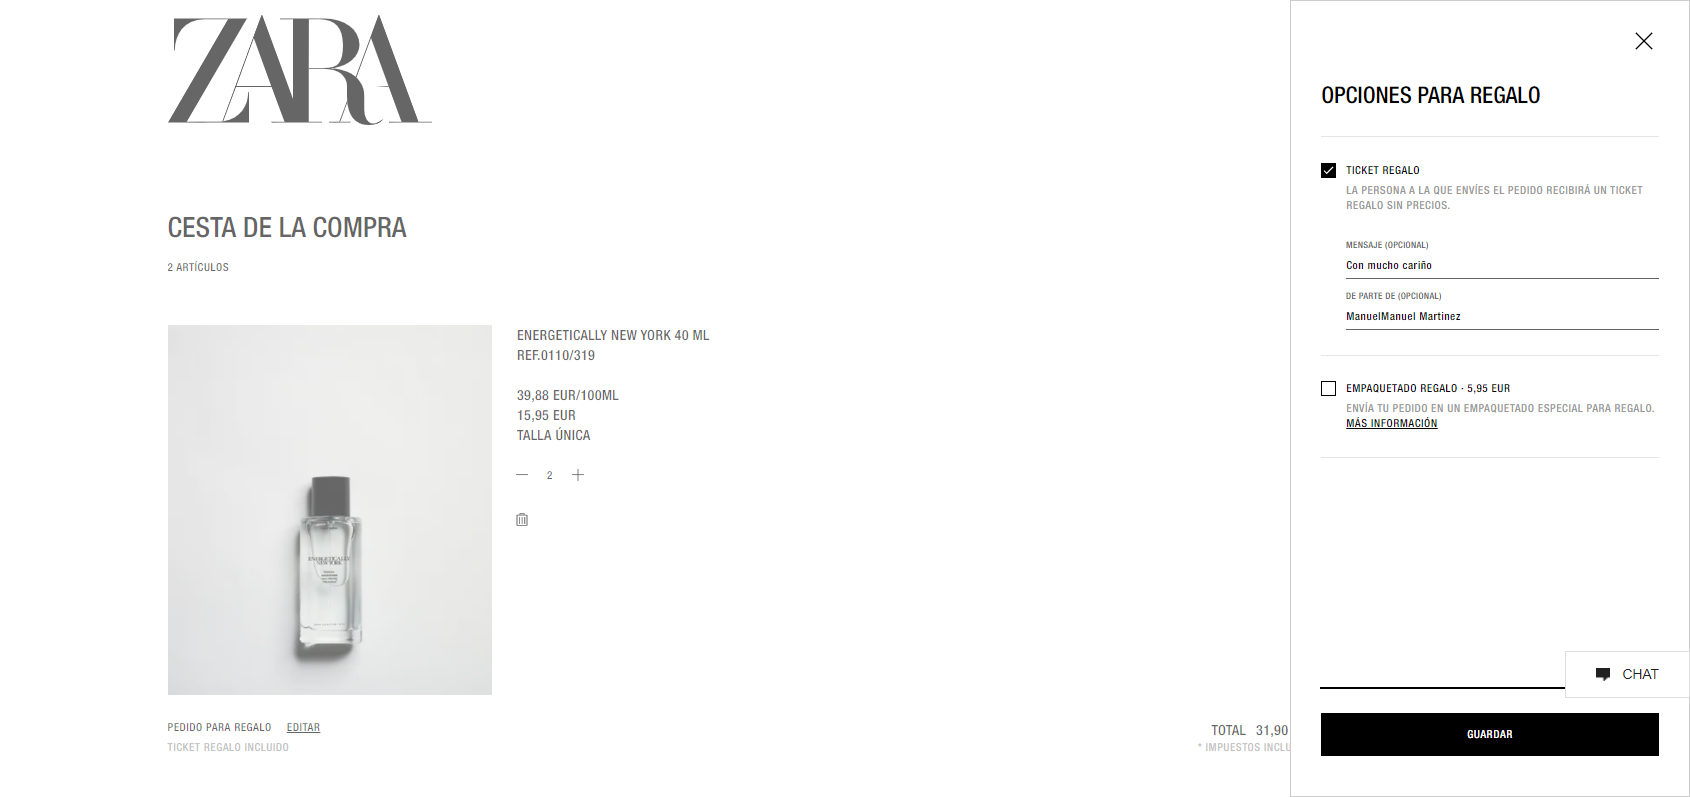 ZARA
CESTA DE LA COMPRA
2 ARTÍCULOS
ENERGETICALLY NEW YORK 40 ML
REF.0110/319
39,88 EUR/100ML
15,95 EUR
TALLA ÚNICA
2
ENERGETICALLY
NEW YORK
PEDIDO PARA REGALO EDITAR
TICKET REGALO INCLUIDO
TOTAL 31,90
* IMPUESTOS INCLU
OPCIONES PARA REGALO
TICKET REGALO
LA PERSONA A LA QUE ENVÍES EL PEDIDO RECIBIRÁ UN TICKET
REGALO SIN PRECIOS.
MENSAJE (OPCIONAL)
Con mucho cariño
DE PARTE DE (OPCIONAL)
ManuelManuel Martinez
EMPAQUETADO REGALO · 5,95 EUR
ENVÍA TU PEDIDO EN UN EMPAQUETADO ESPECIAL PARA REGALO.
MÁS INFORMACIÓN
CHAT
GUARDAR